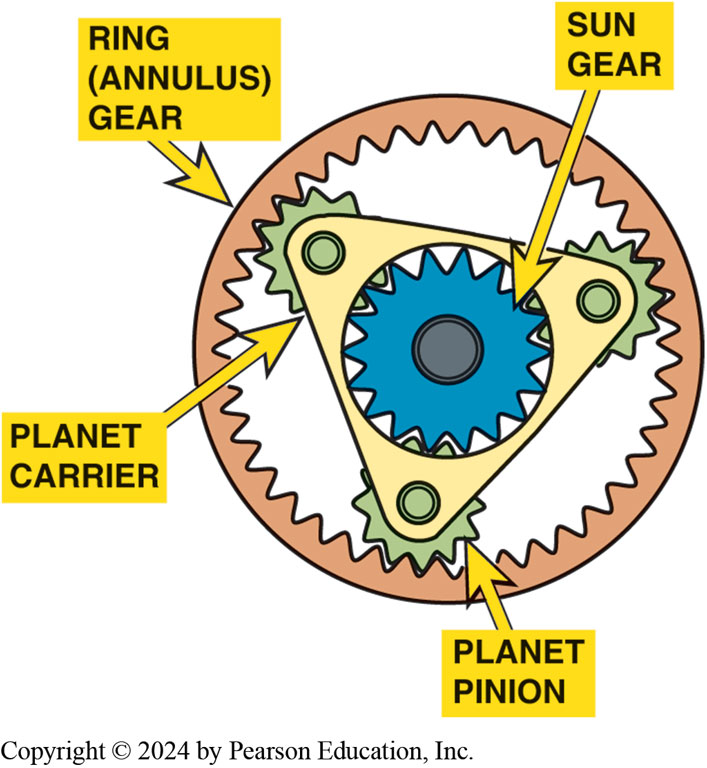 RING
(ANNULUS)
GEAR
SUN
GEAR
PLANET
CARRIER
PLANET
PINION
Copyright © 2024 by Pearson Education, Inc.